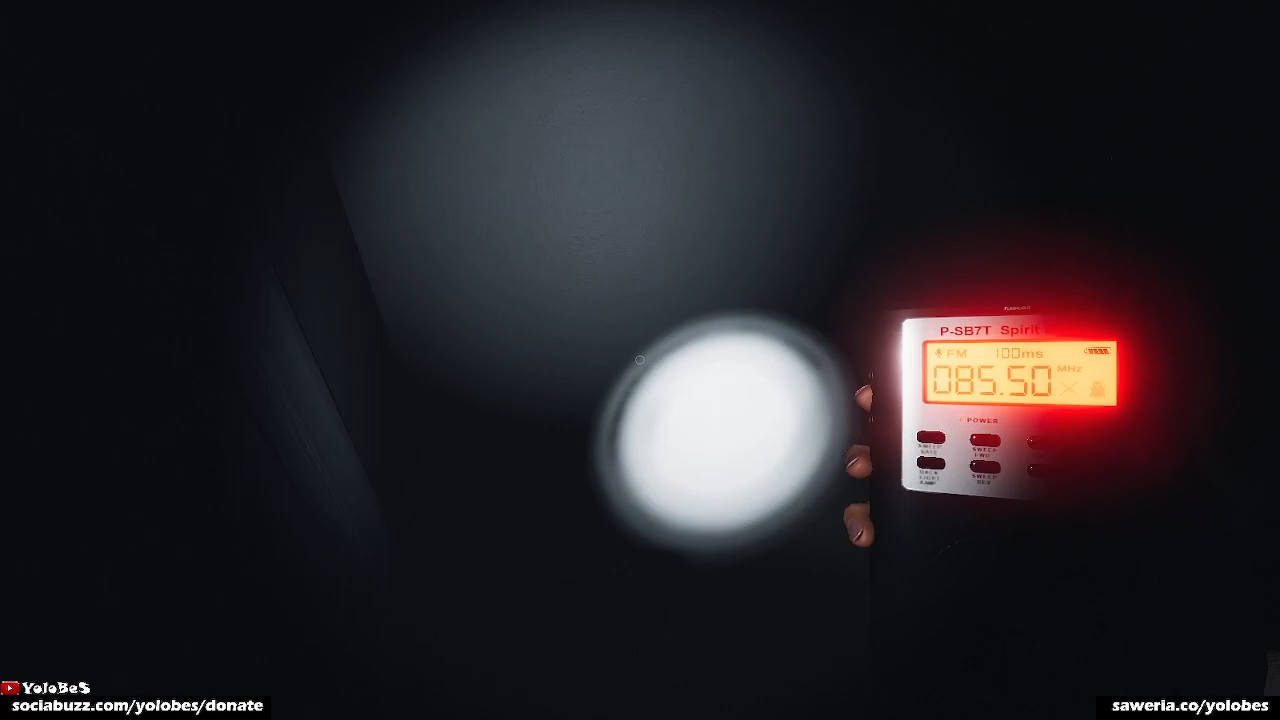 P-SB7T Spirit
FM 100ms
085.50 MHz
POWER
SWEEP
FWD
SWEEP
REV
YoloBeS
sociabuzz.com/yolobes/donate
saweria.co/yolobes